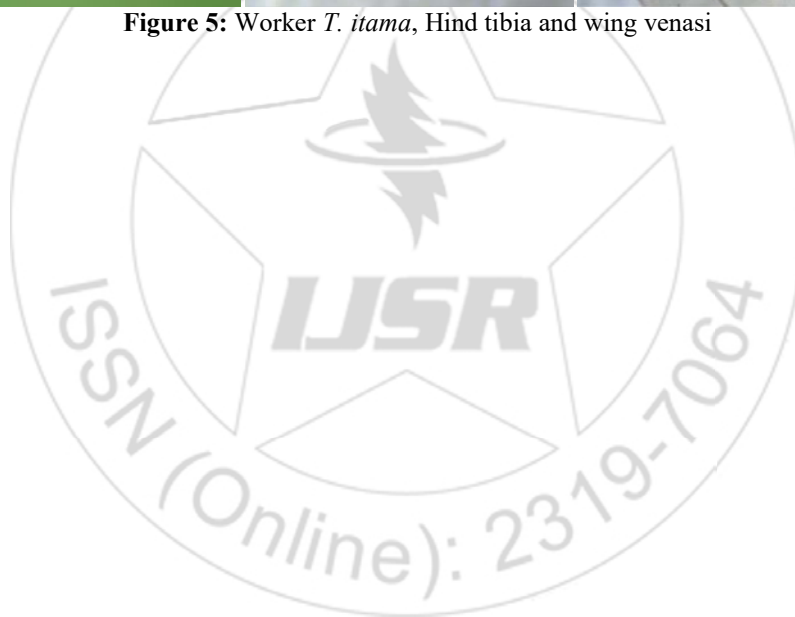 Figure 5: Worker T. itama, Hind tibia and wing venasi
IJSR
ISSN (Online): 2319-7064